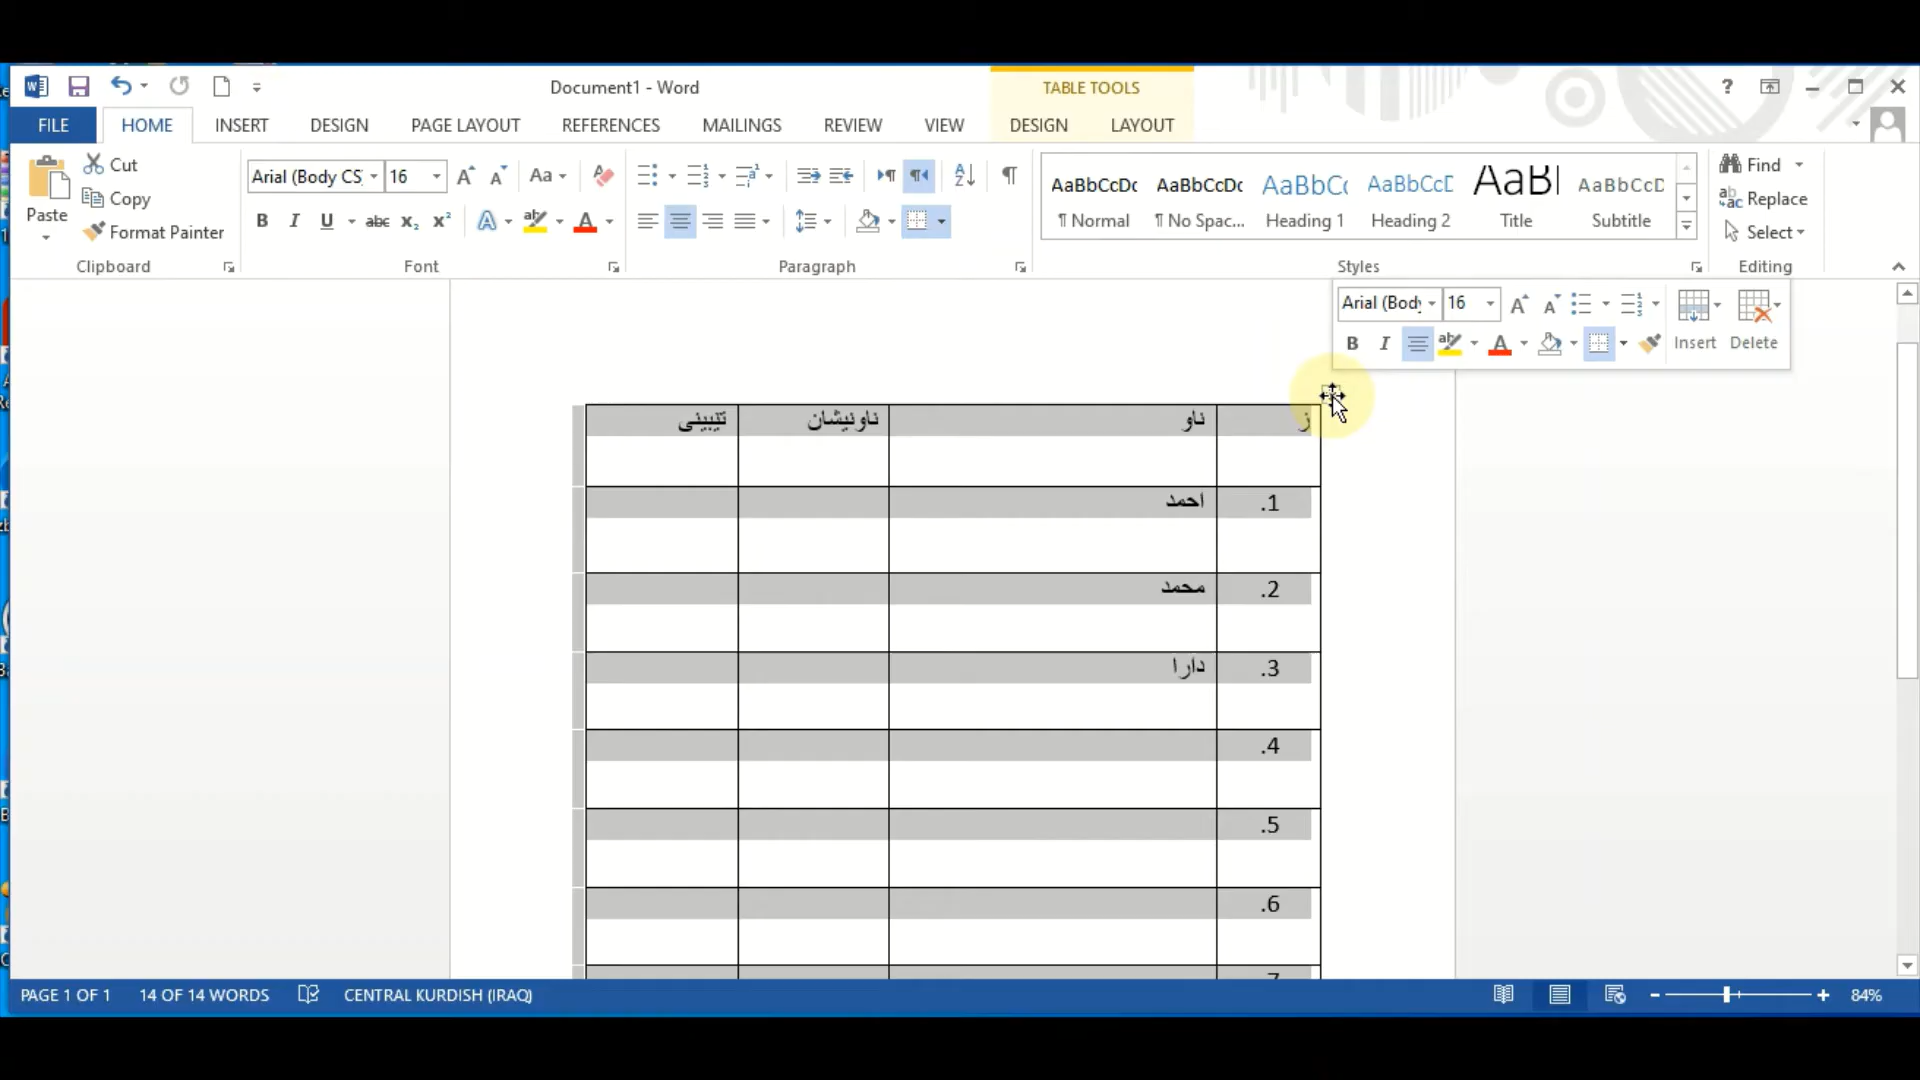 Document1 - Word
TABLE TOOLS
FILE HOME INSERT DESIGN PAGE LAYOUT REFERENCES MAILINGS REVIEW VIEW DESIGN LAYOUT
Paste
Cut
Copy
Format Painter
Clipboard
Arial (Body CS 16
Font
Paragraph
AaBbCcDc AaBbCcDc AaBbCc AaBbCcD AaBl AaBbCcD
¶ Normal ¶ No Spac... Heading 1 Heading 2 Title Subtitle
Styles
Find
Replace
Select
Editing
Arial (Body 16
Insert Delete
ز ناو ناونیشان تێبینی
1. احمد
2. محمد
3. دارا
4.
5.
6.
PAGE 1 OF 1 14 OF 14 WORDS CENTRAL KURDISH (IRAQ) 84%